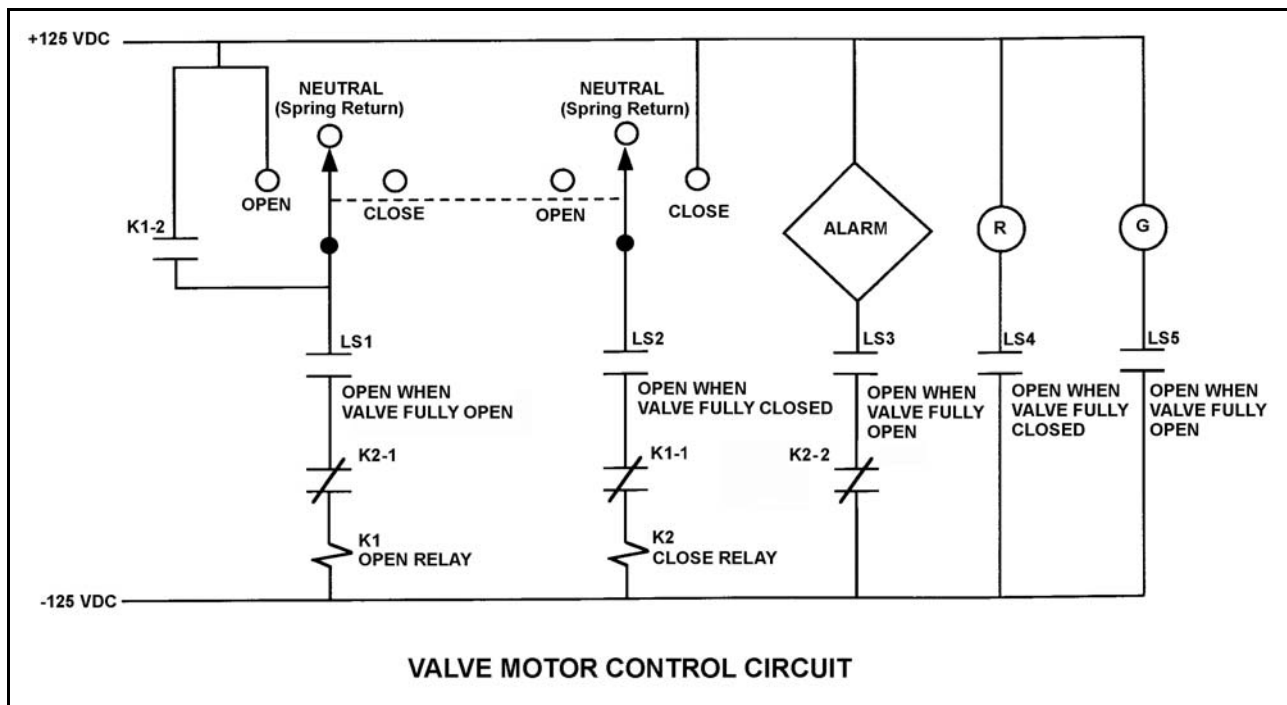 +125 VDC
NEUTRAL
(Spring Return)
NEUTRAL
(Spring Return)
OPEN
CLOSE
OPEN
CLOSE
K1-2
ALARM
R
G
LS1
OPEN WHEN
VALVE FULLY OPEN
LS2
OPEN WHEN
VALVE FULLY CLOSED
LS3
OPEN WHEN
VALVE FULLY
OPEN
LS4
OPEN WHEN
VALVE FULLY
CLOSED
LS5
OPEN WHEN
VALVE FULLY
OPEN
K2-1
K1-1
K2-2
K1
OPEN RELAY
K2
CLOSE RELAY
-125 VDC
VALVE MOTOR CONTROL CIRCUIT